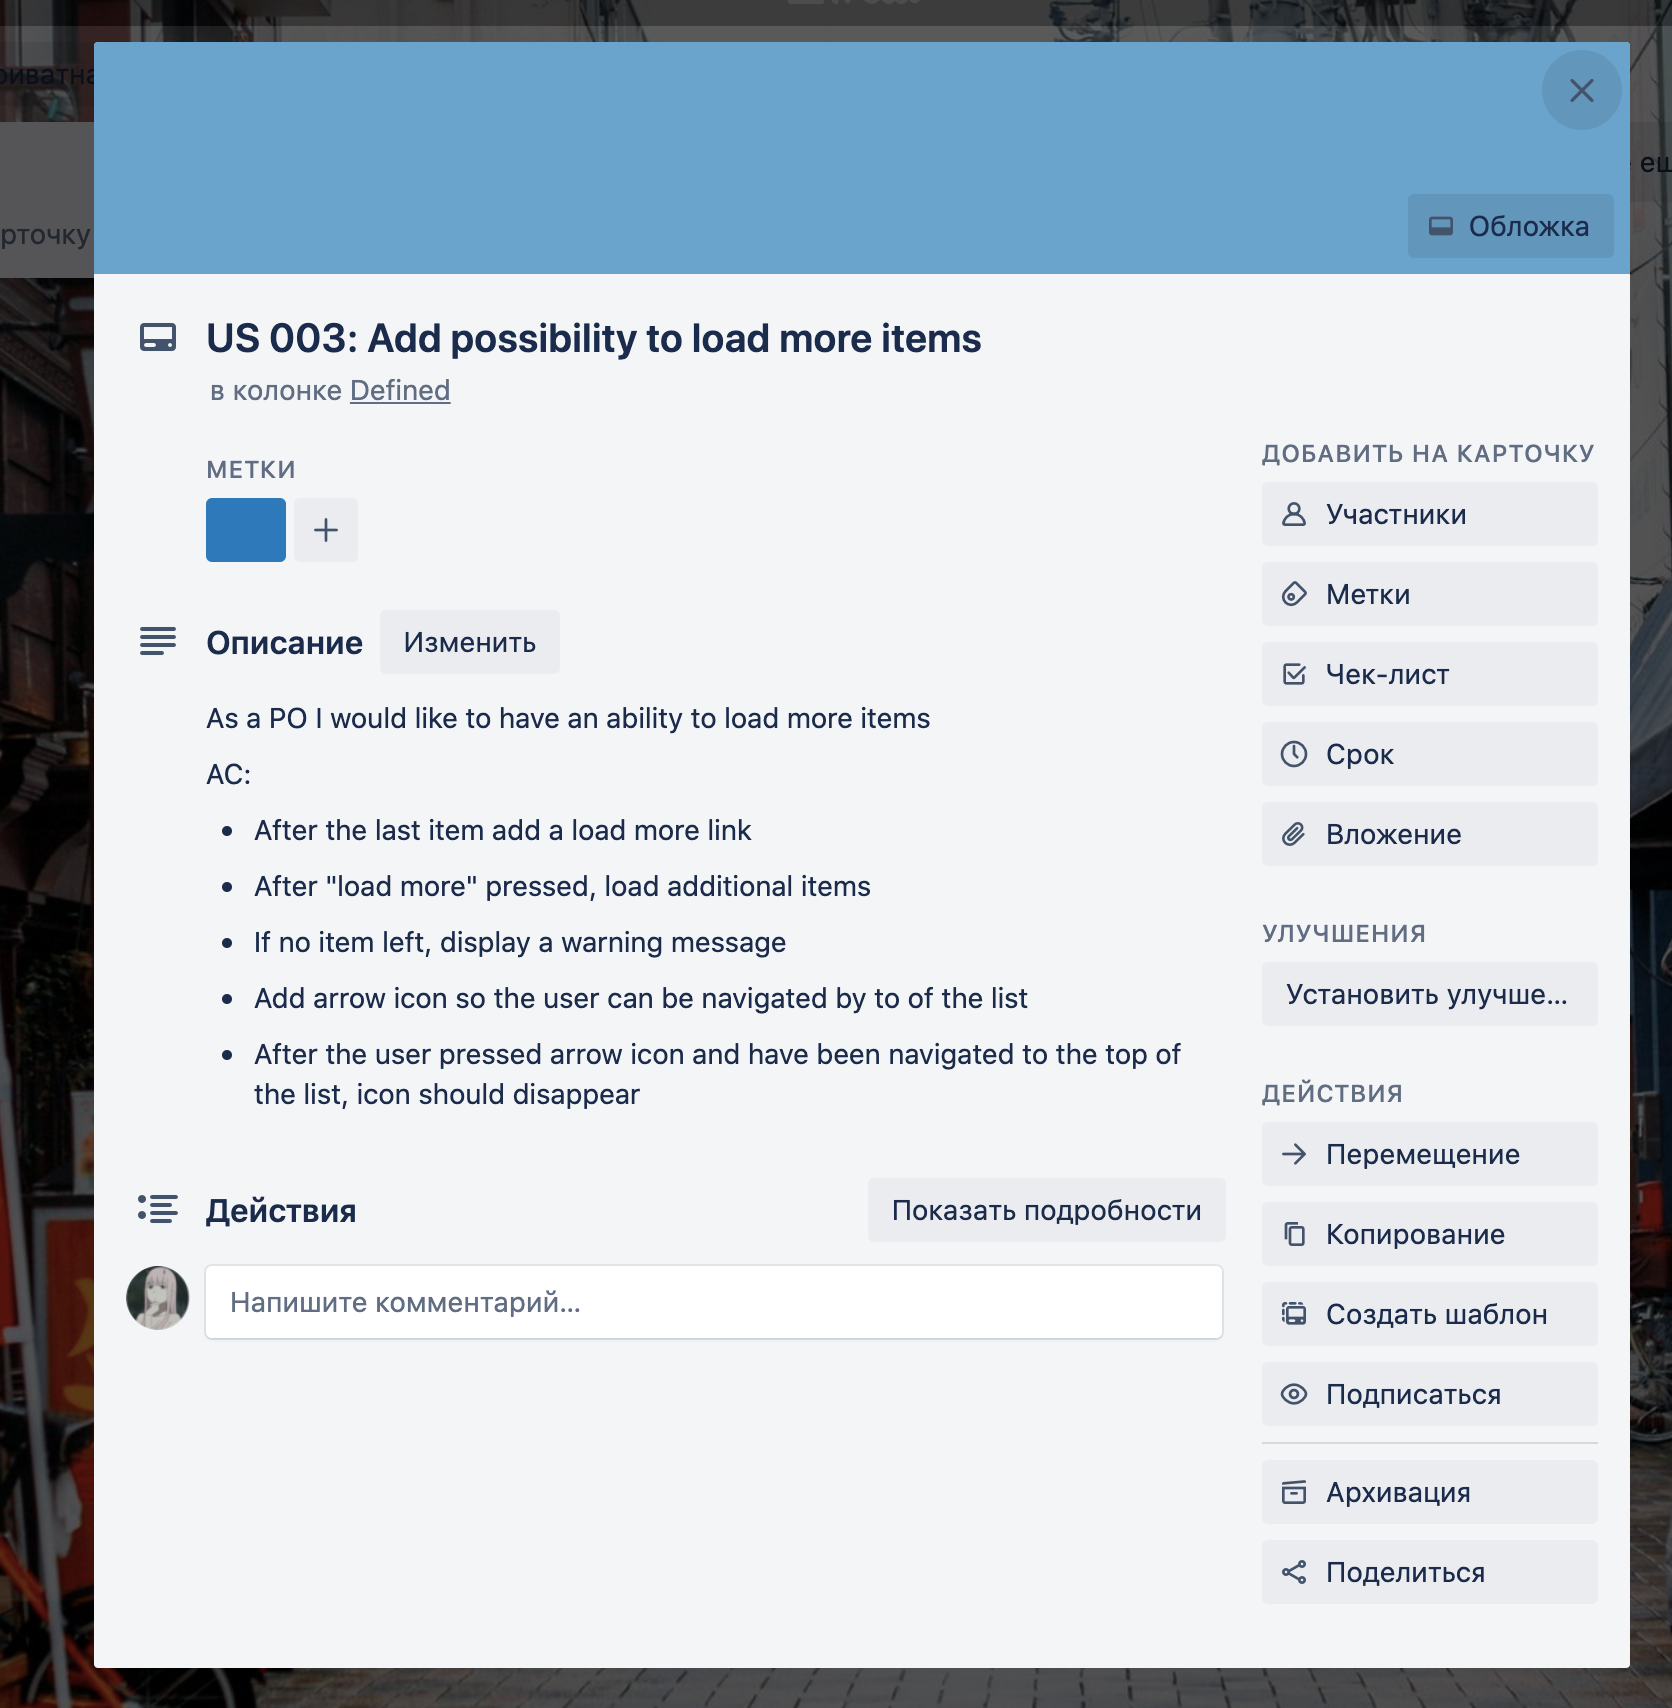 Обложка
US 003: Add possibility to load more items
в колонке Defined
МЕТКИ
Описание
Изменить
As a PO I would like to have an ability to load more items
AC:
After the last item add a load more link
After "load more" pressed, load additional items
If no item left, display a warning message
Add arrow icon so the user can be navigated by to of the list
After the user pressed arrow icon and have been navigated to the top of
the list, icon should disappear
Действия
Показать подробности
Напишите комментарий...
ДОБАВИТЬ НА КАРТОЧКУ
Участники
Метки
Чек-лист
Срок
Вложение
УЛУЧШЕНИЯ
Установить улучше...
ДЕЙСТВИЯ
Перемещение
Копирование
Создать шаблон
Подписаться
Архивация
Поделиться